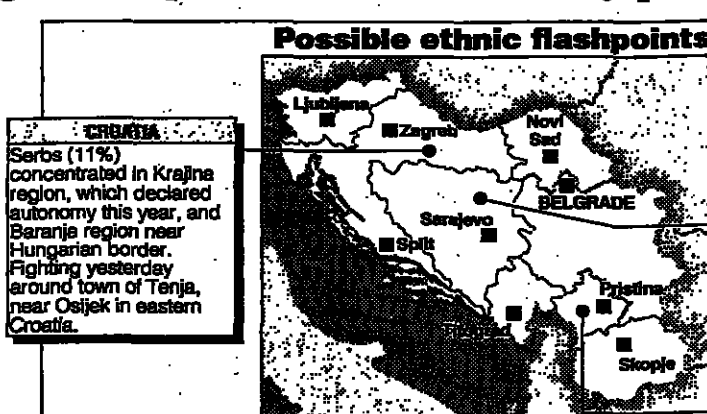 Possible ethnic flashpoints
CROATIA
Serbs (11%)
concentrated in Krajina
region, which declared
autonomy this year, and
Baranja region near
Hungarian border.
Fighting yesterday
around town of Tenja,
near Osijek in eastern
Croatia.
Ljubljana
Zagreb
Novi
Sad
BELGRADE
Sarajevo
Split
Pristina
Skopje